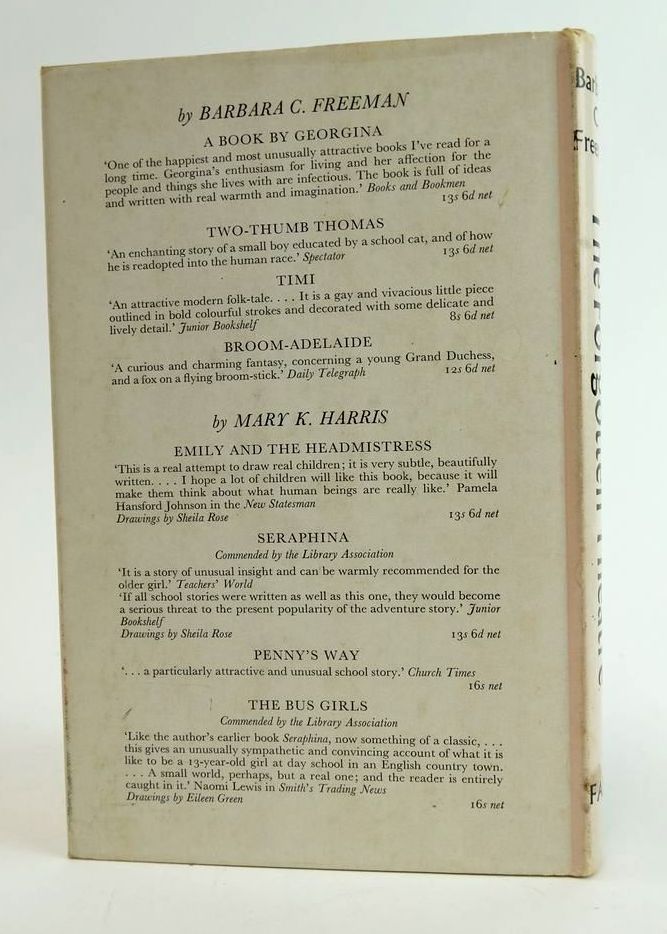 by BARBARA C. FREEMAN
A BOOK BY GEORGINA
'One of the happiest and most unusually attractive books I've read for a
long time. Georgina's enthusiasm for living and her affection for the
people and things she lives with are infectious. The book is full of ideas
and written with real warmth and imagination.' Books and Bookmen
13s 6d net
TWO-THUMB THOMAS
'An enchanting story of a small boy educated by a school cat, and of how
he is readopted into the human race.' Spectator 13s 6d net
TIMI
'An attractive modern folk-tale. . . . It is a gay and vivacious little piece
outlined in bold colourful strokes and decorated with some delicate and
lively detail.' Junior Bookshelf 8s 6d net
BROOM-ADELAIDE
'A curious and charming fantasy, concerning a young Grand Duchess,
and a fox on a flying broom-stick.' Daily Telegraph 12s 6d net
by MARY K. HARRIS
EMILY AND THE HEADMISTRESS
'This is a real attempt to draw real children; it is very subtle, beautifully
written. . . . I hope a lot of children will like this book, because it will
make them think about what human beings are really like.' Pamela
Hansford Johnson in the New Statesman
Drawings by Sheila Rose 13s 6d net
SERAPHINA
Commended by the Library Association
'It is a story of unusual insight and can be warmly recommended for the
older girl.' Teachers' World
'If all school stories were written as well as this one, they would become
a serious threat to the present popularity of the adventure story.' Junior
Bookshelf
Drawings by Sheila Rose 13s 6d net
PENNY'S WAY
'. . . a particularly attractive and unusual school story.' Church Times
16s net
THE BUS GIRLS
Commended by the Library Association
'Like the author's earlier book Seraphina, now something of a classic, . . .
this gives an unusually sympathetic and convincing account of what it is
like to be a 13-year-old girl at day school in an English country town.
. . . A small world, perhaps, but a real one; and the reader is entirely
caught in it.' Naomi Lewis in Smith's Trading News
Drawings by Eileen Green
16s net
Barb
C
Free